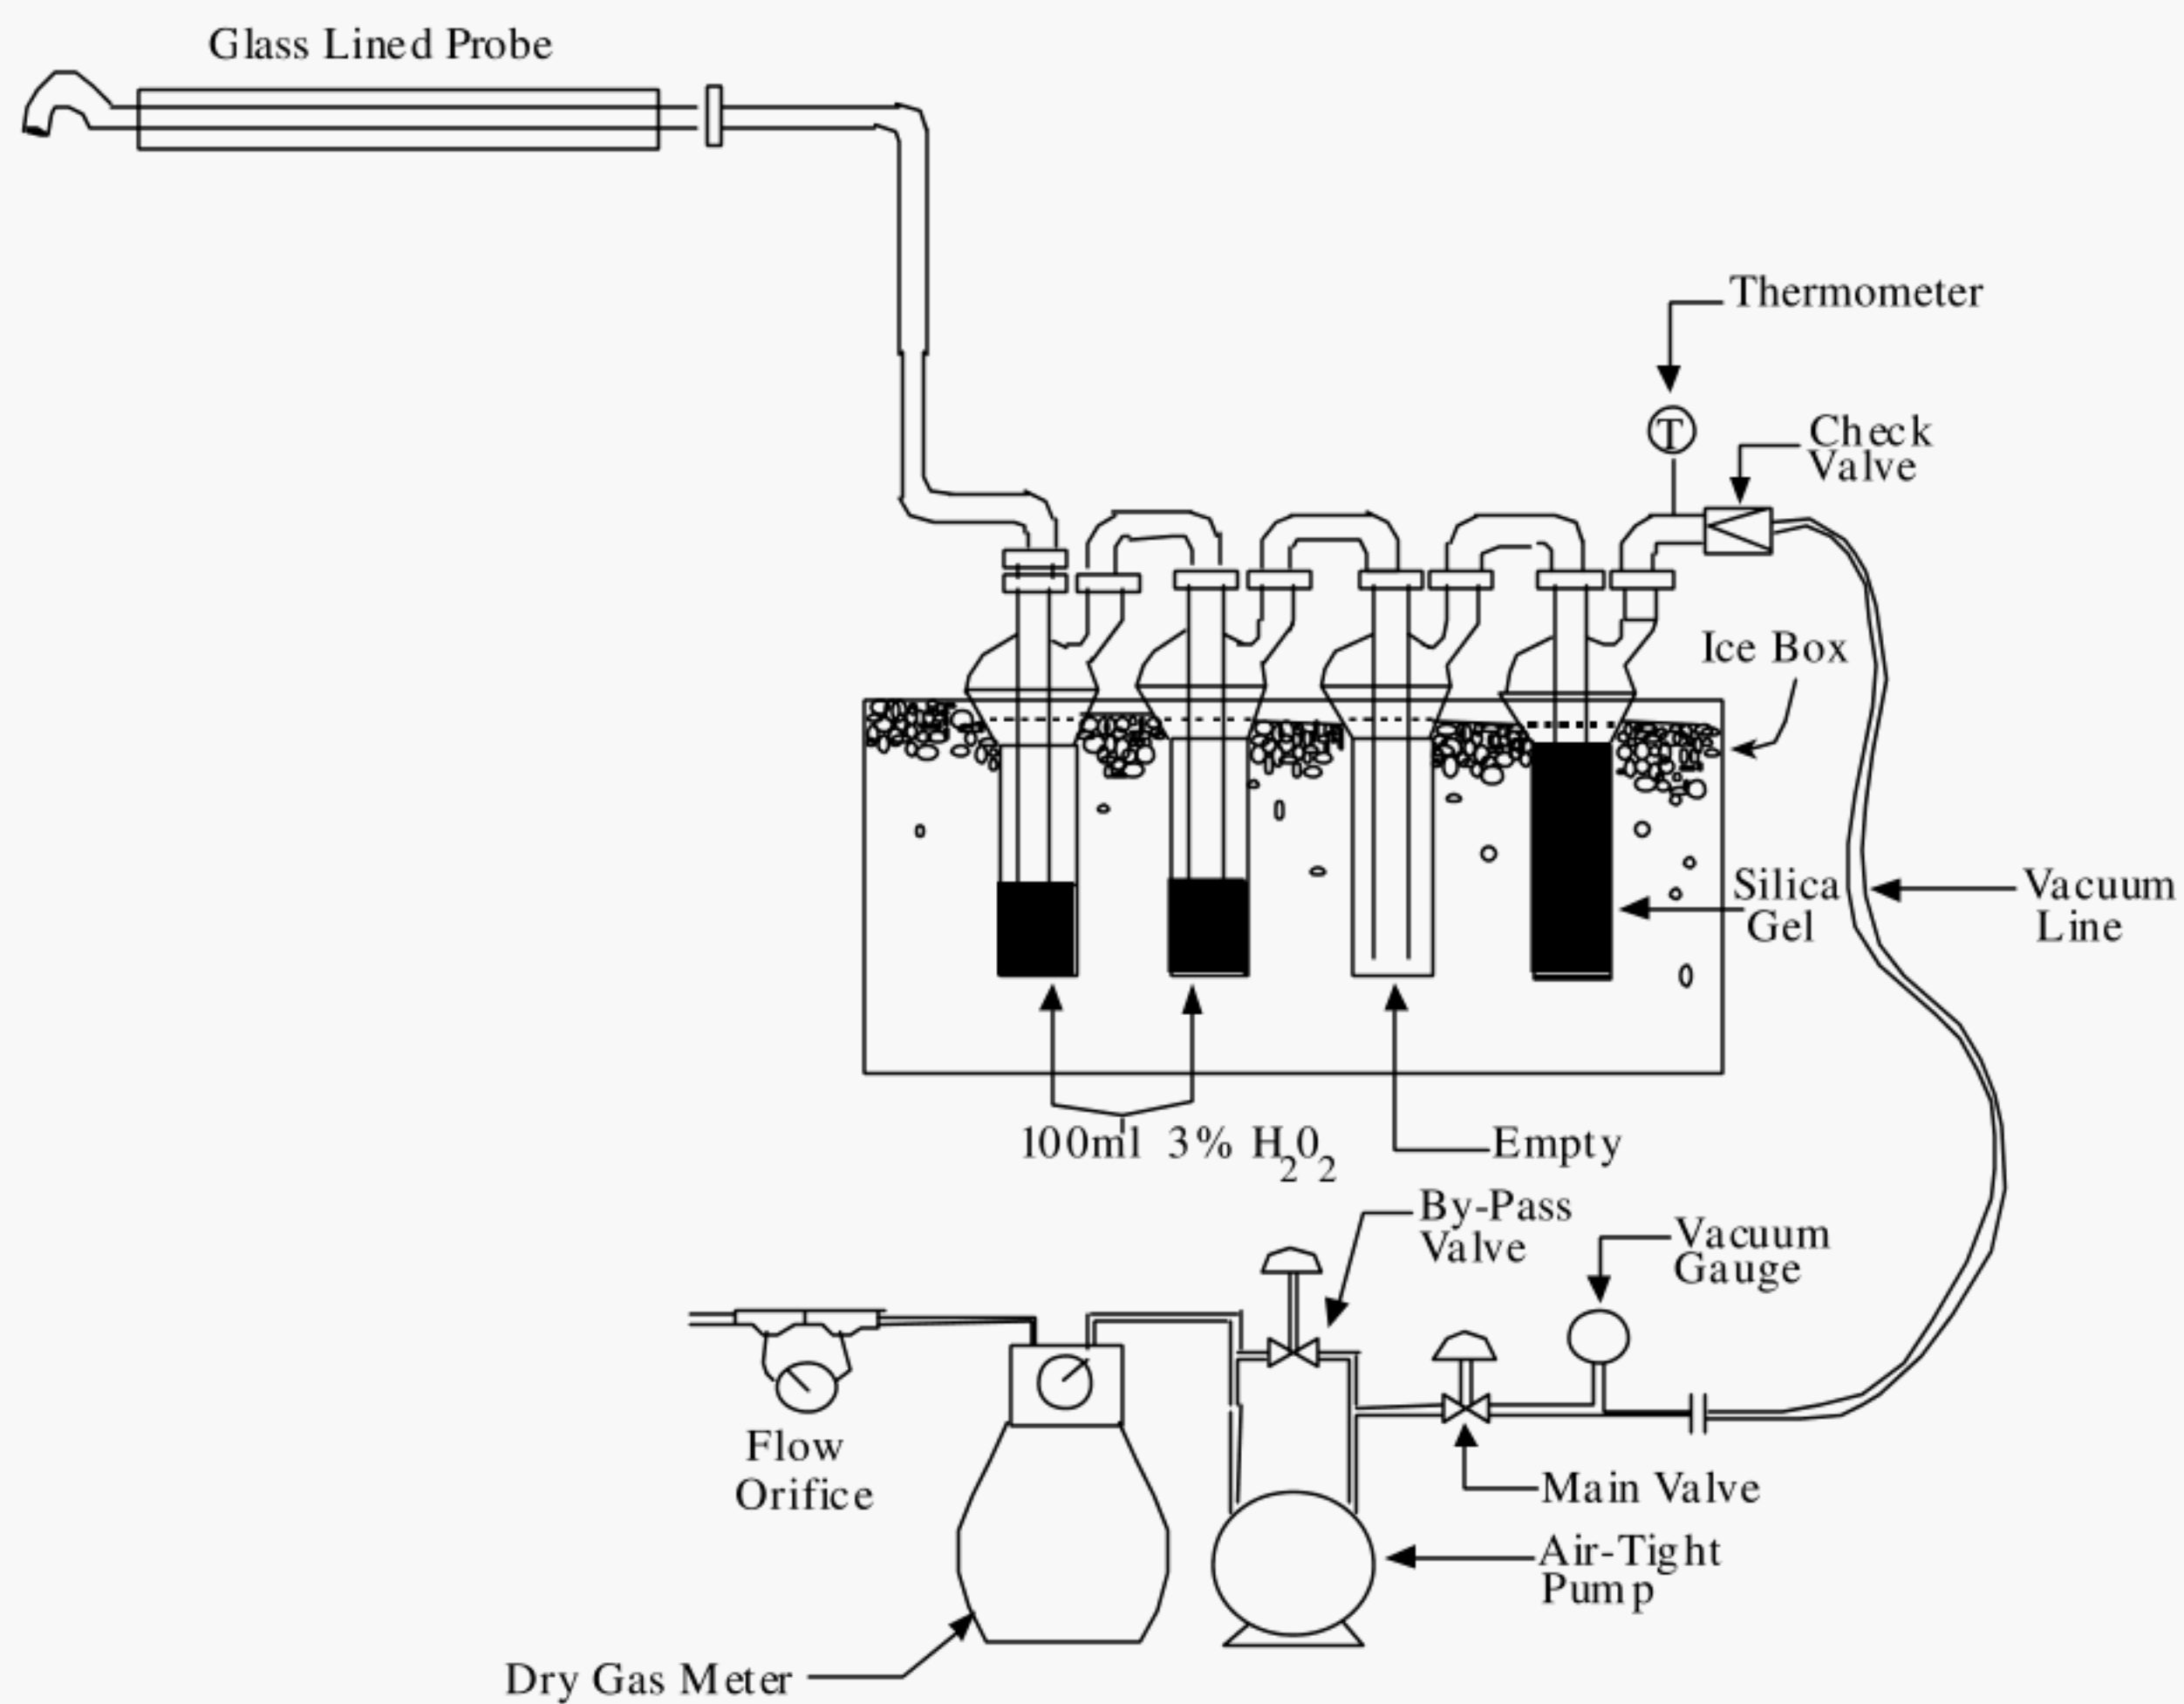 Glass Lined Probe
Thermometer
T
Check
Valve
Ice Box
Silica
Gel
Vacuum
Line
100ml 3% H202
Empty
By-Pass
Valve
Vacuum
Gauge
Flow
Orifice
Main Valve
Air-Tight
Pump
Dry Gas Meter